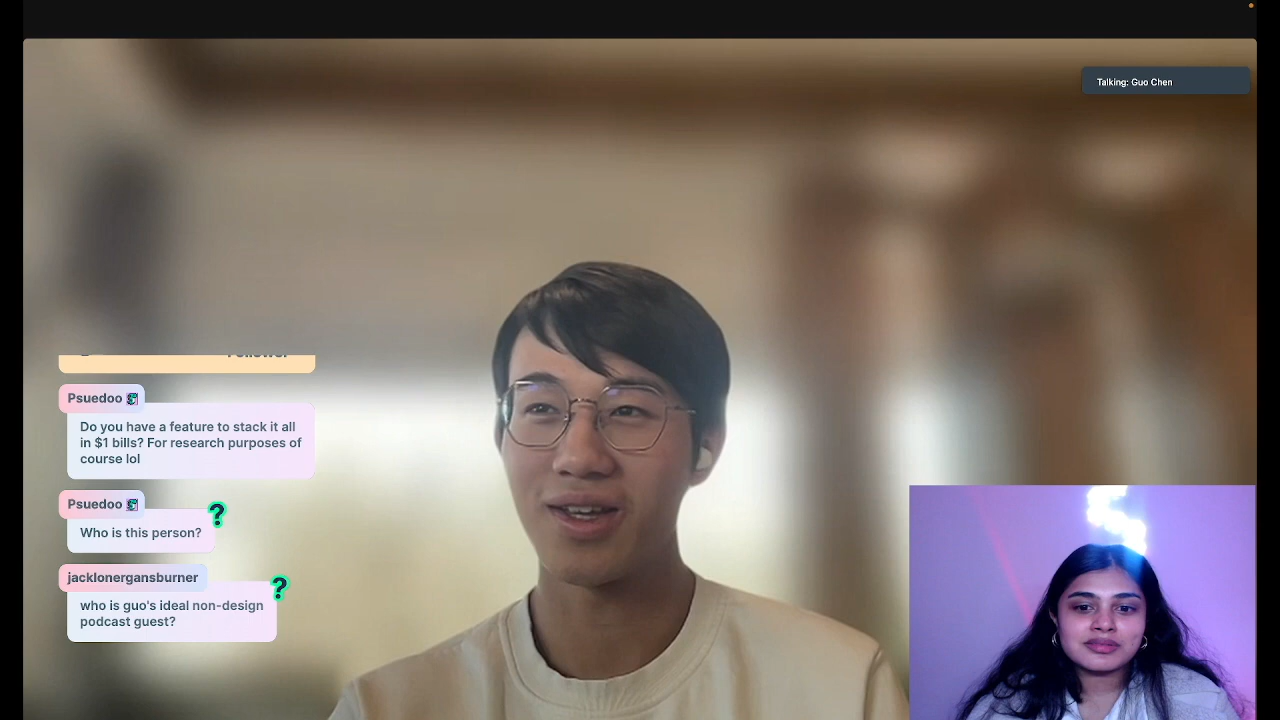 Talking: Guo Chen
Follower
Psuedoo
Do you have a feature to stack it all
in $1 bills? For research purposes of
course lol
Psuedoo
?
Who is this person?
jacklonergansburner
?
who is guo's ideal non-design
podcast guest?